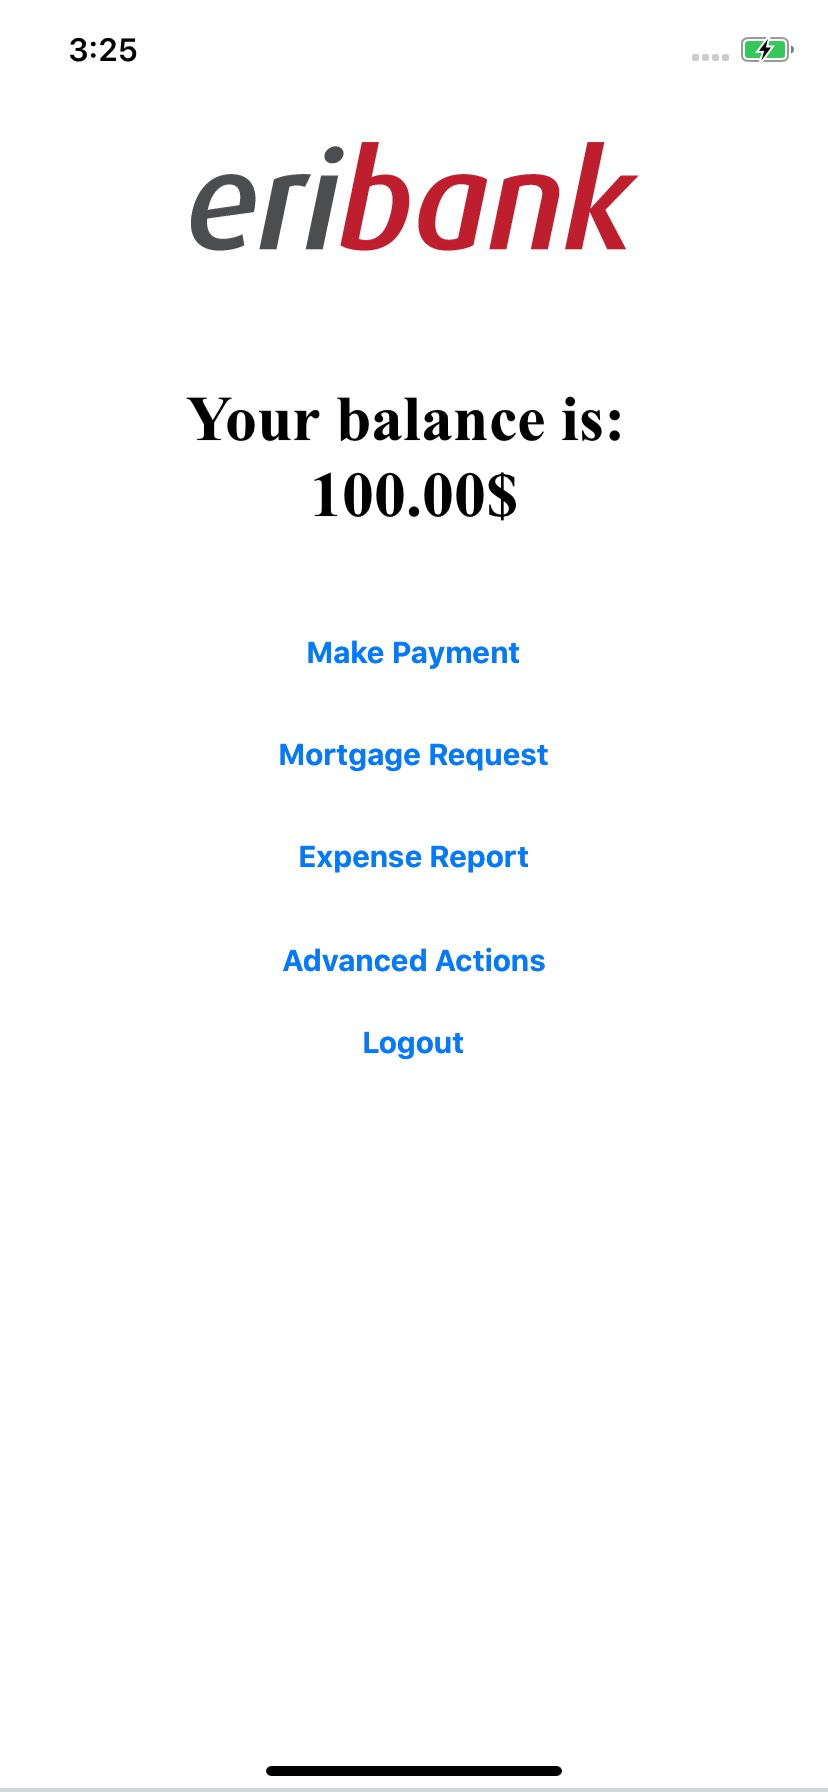 3:25
eribank
Your balance is:
100.00$
Make Payment
Mortgage Request
Expense Report
Advanced Actions
Logout